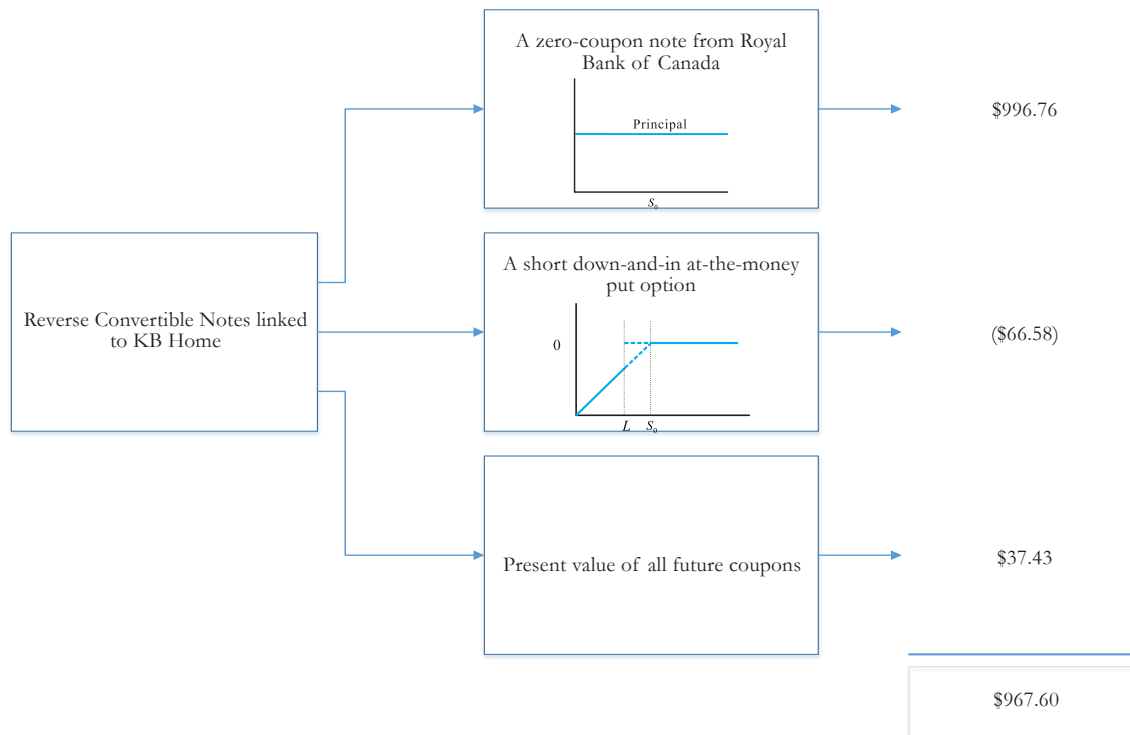 A zero-coupon note from Royal
Bank of Canada
Principal
S₀
$996.76
Reverse Convertible Notes linked
to KB Home
A short down-and-in at-the-money
put option
0
L S₀
($66.58)
Present value of all future coupons
$37.43
$967.60